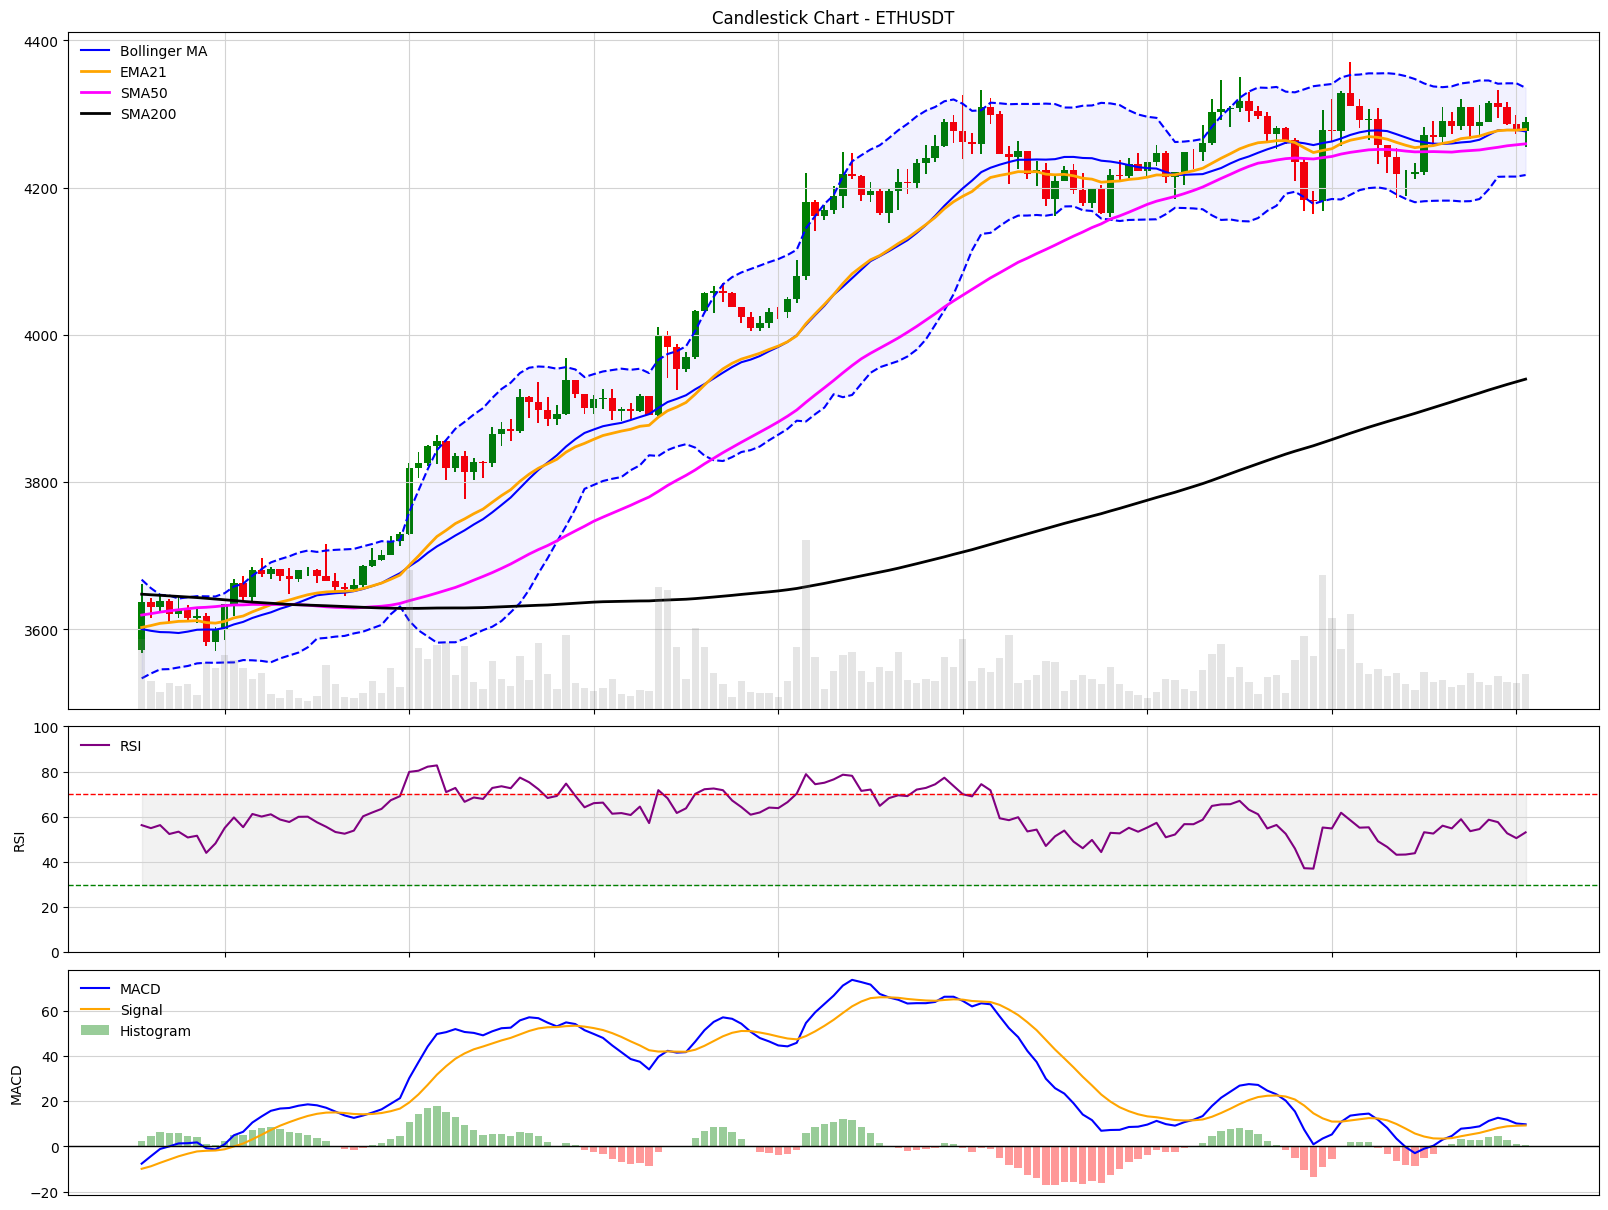 Candlestick Chart - ETHUSDT
4400
4200
4000
3800
3600
Bollinger MA
EMA21
SMA50
SMA200
100
80
60
40
20
0
RSI
RSI
60
40
20
0
−20
MACD
MACD
Signal
Histogram